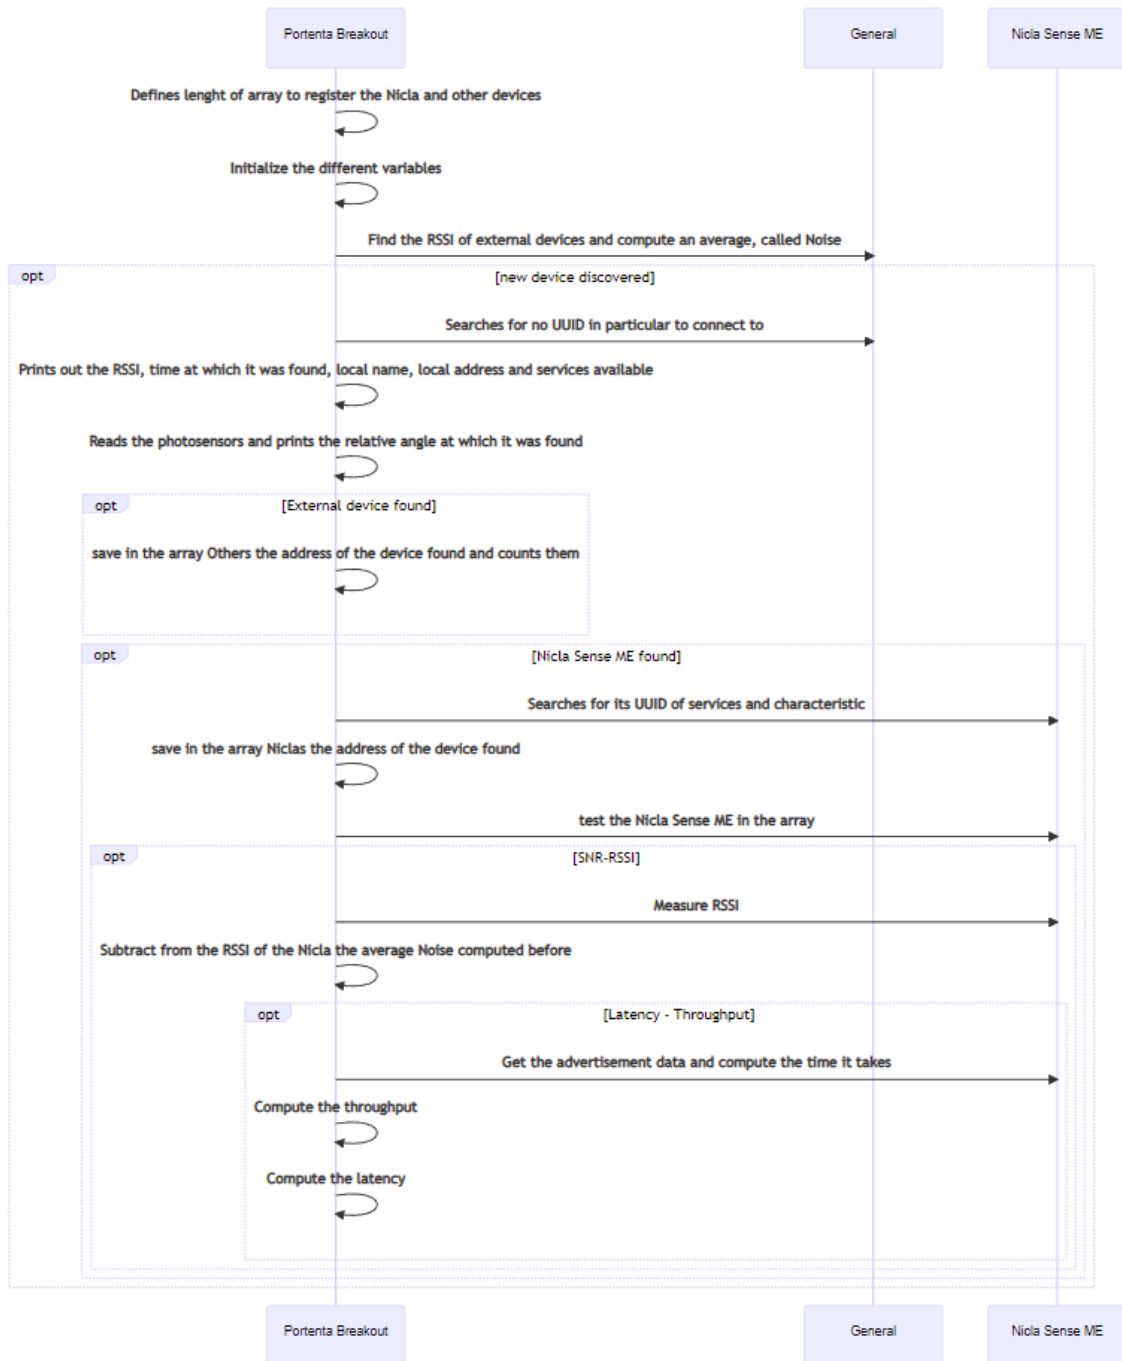 Portenta Breakout
General
Nicla Sense ME
Defines lenght of array to register the Nicla and other devices
Initialize the different variables
Find the RSSI of external devices and compute an average, called Noise
opt
[new device discovered]
Searches for no UUID in particular to connect to
Prints out the RSSI, time at which it was found, local name, local address and services available
Reads the photosensors and prints the relative angle at which it was found
opt
[External device found]
save in the array Others the address of the device found and counts them
opt
[Nicla Sense ME found]
Searches for its UUID of services and characteristic
save in the array Niclas the address of the device found
test the Nicla Sense ME in the array
opt
[SNR-RSSI]
Measure RSSI
Subtract from the RSSI of the Nicla the average Noise computed before
opt
[Latency - Throughput]
Get the advertisement data and compute the time it takes
Compute the throughput
Compute the latency
Portenta Breakout
General
Nicla Sense ME